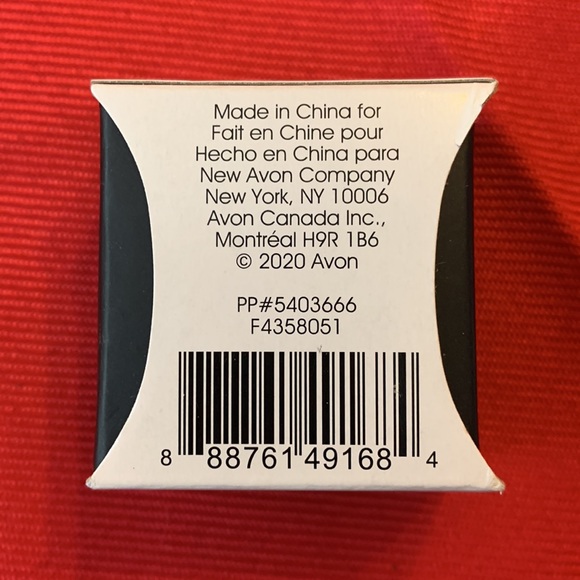 Made in China for
Fait en Chine pour
Hecho en China para
New Avon Company
New York, NY 10006
Avon Canada Inc.,
Montréal H9R 1B6
© 2020 Avon
PP#5403666
F4358051
8 88761 49168 4